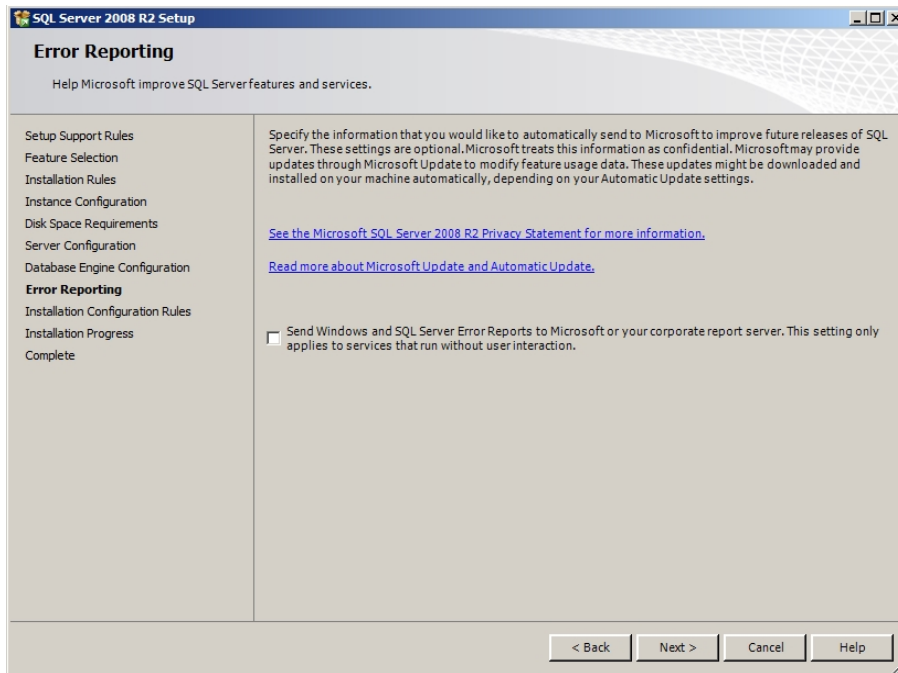 SQL Server 2008 R2 Setup
Error Reporting
Help Microsoft improve SQL Server features and services.
Setup Support Rules
Feature Selection
Installation Rules
Instance Configuration
Disk Space Requirements
Server Configuration
Database Engine Configuration
Error Reporting
Installation Configuration Rules
Installation Progress
Complete
Specify the information that you would like to automatically send to Microsoft to improve future releases of SQL
Server. These settings are optional. Microsoft treats this information as confidential. Microsoft may provide
updates through Microsoft Update to modify feature usage data. These updates might be downloaded and
installed on your machine automatically, depending on your Automatic Update settings.
See the Microsoft SQL Server 2008 R2 Privacy Statement for more information.
Read more about Microsoft Update and Automatic Update.
Send Windows and SQL Server Error Reports to Microsoft or your corporate report server. This setting only
applies to services that run without user interaction.
< Back
Next >
Cancel
Help